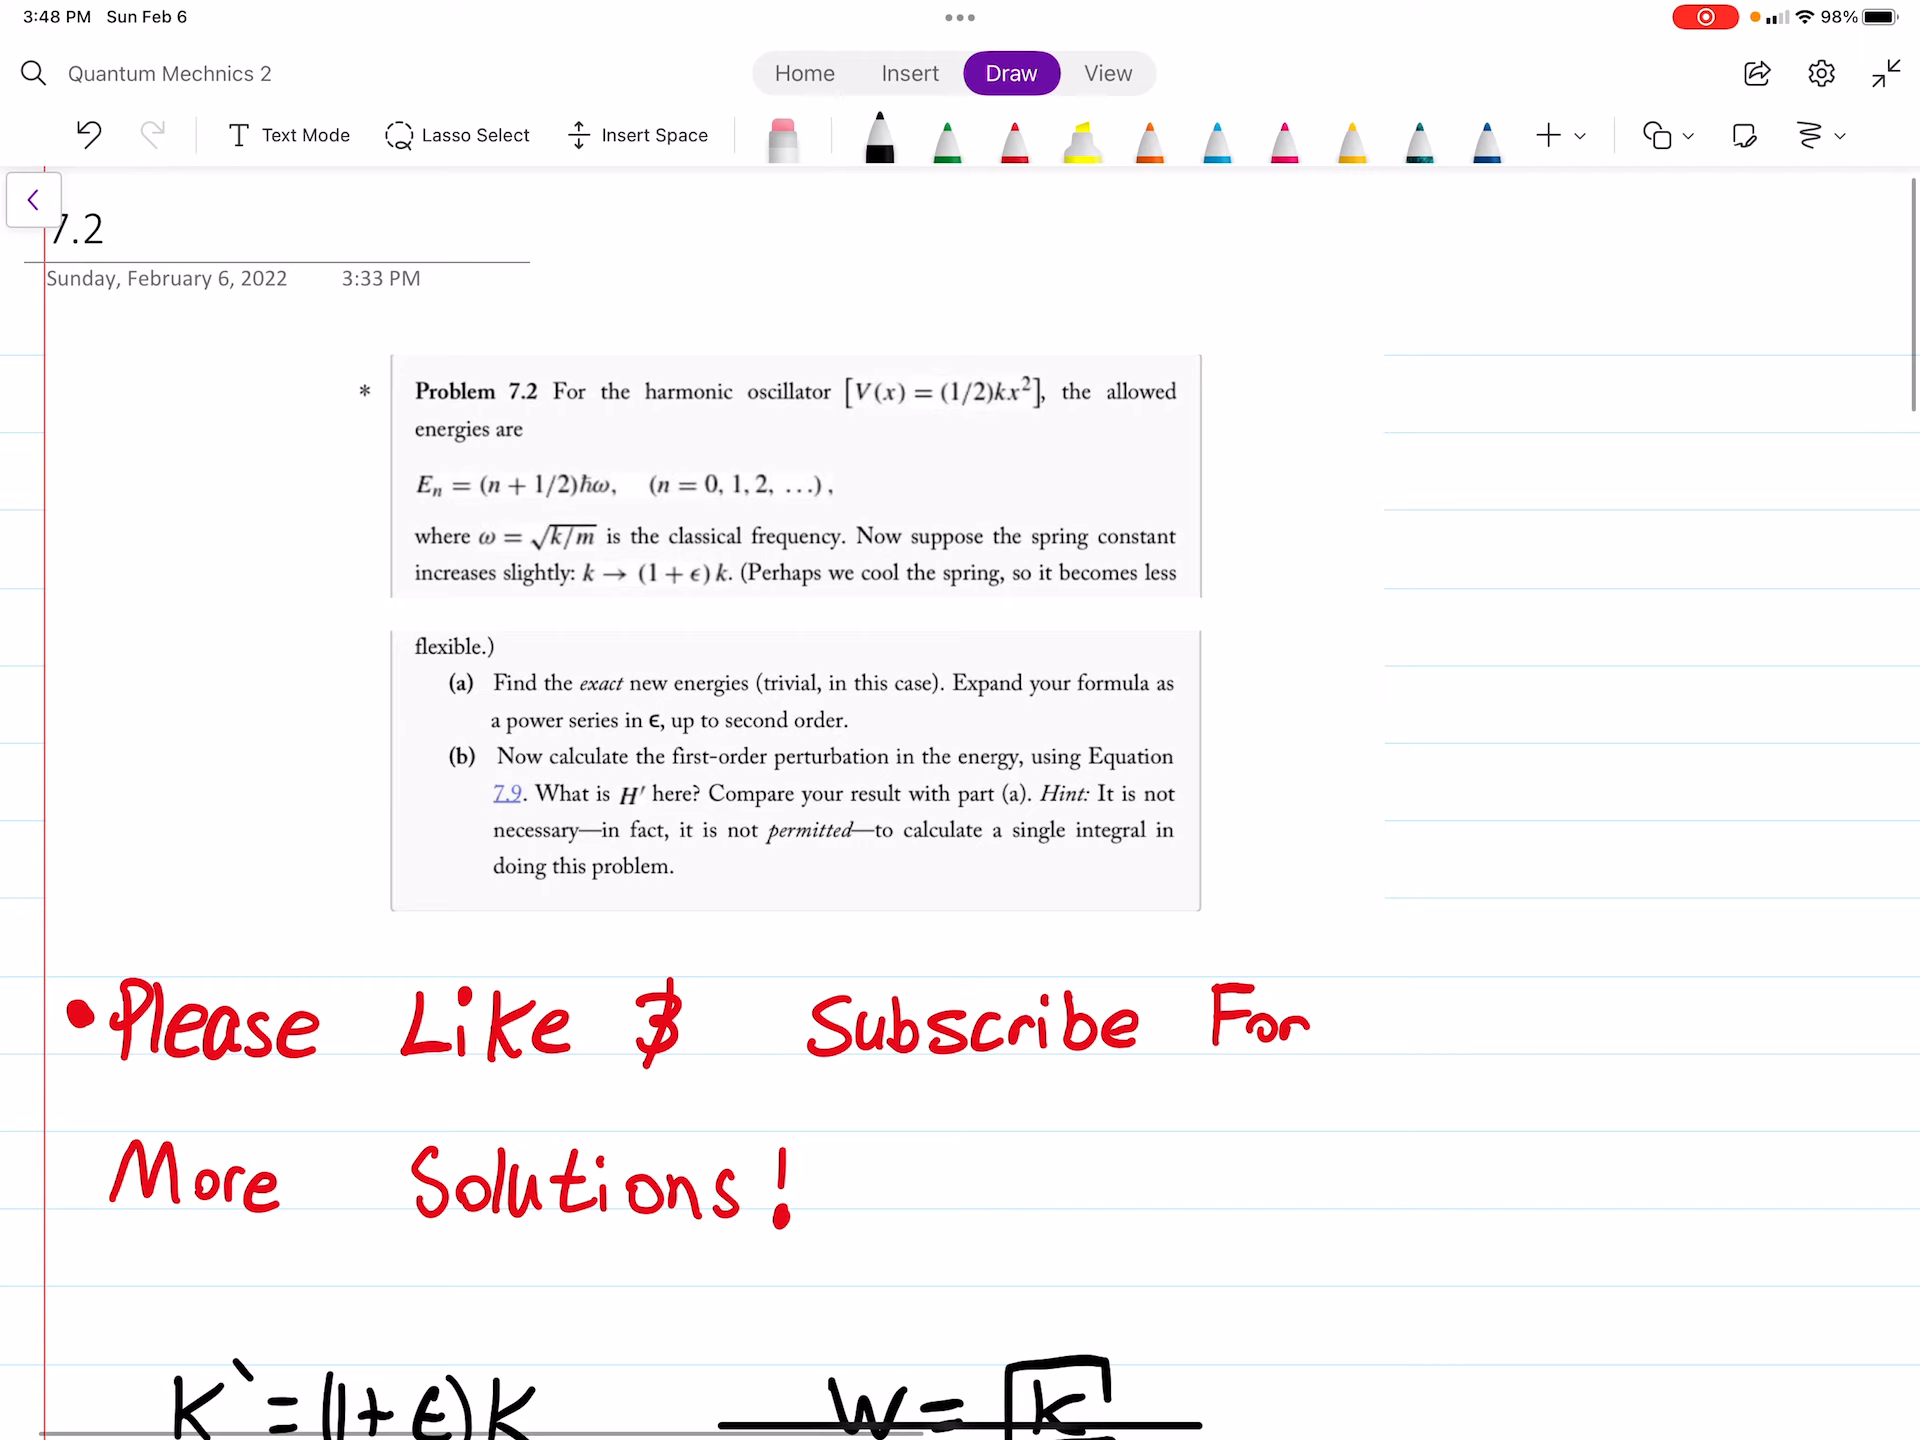 3:48 PM Sun Feb 6
98%
Quantum Mechnics 2
Home Insert Draw View
Text Mode Lasso Select Insert Space
7.2
Sunday, February 6, 2022 3:33 PM
* Problem 7.2 For the harmonic oscillator [V(x) = (1/2)kx²], the allowed
energies are
Eₙ = (n + 1/2)ħω, (n = 0, 1, 2, ...),
where ω = √k/m is the classical frequency. Now suppose the spring constant
increases slightly: k → (1 + ϵ) k. (Perhaps we cool the spring, so it becomes less
flexible.)
(a) Find the exact new energies (trivial, in this case). Expand your formula as
a power series in ϵ, up to second order.
(b) Now calculate the first-order perturbation in the energy, using Equation
7.9. What is H′ here? Compare your result with part (a). Hint: It is not
necessary—in fact, it is not permitted—to calculate a single integral in
doing this problem.
•Please Like & Subscribe For
More Solutions!
K` = (1+ϵ)K W = √k